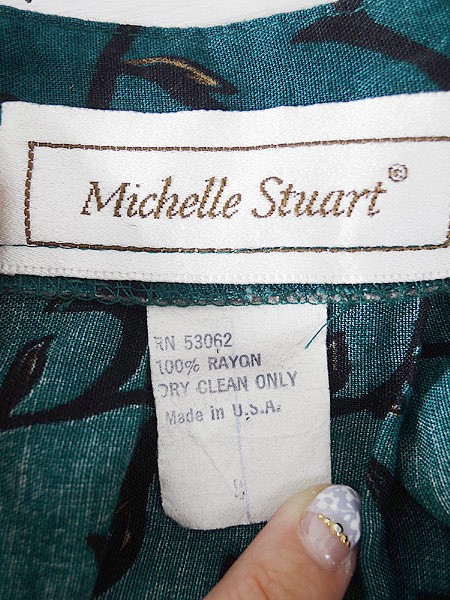 Michelle Stuart®
RN 53062
100% RAYON
DRY CLEAN ONLY
Made in U.S.A.